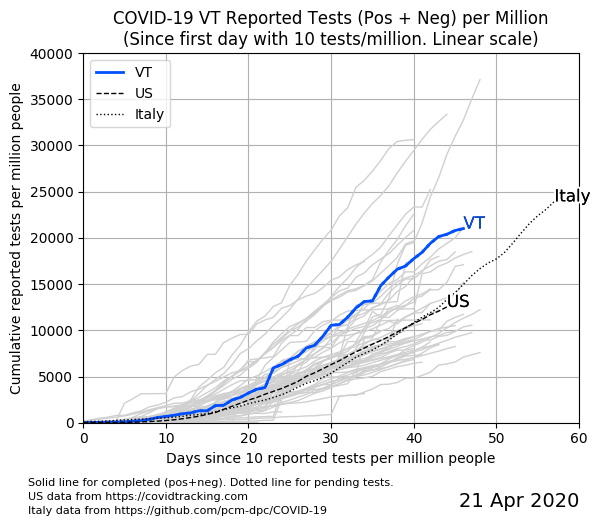 COVID-19 VT Reported Tests (Pos + Neg) per Million
(Since first day with 10 tests/million. Linear scale)
40000
35000
30000
25000
20000
15000
10000
5000
0
Cumulative reported tests per million people
VT
US
Italy
Italy
VT
US
0 10 20 30 40 50 60
Days since 10 reported tests per million people
Solid line for completed (pos+neg). Dotted line for pending tests.
US data from https://covidtracking.com
Italy data from https://github.com/pcm-dpc/COVID-19
21 Apr 2020